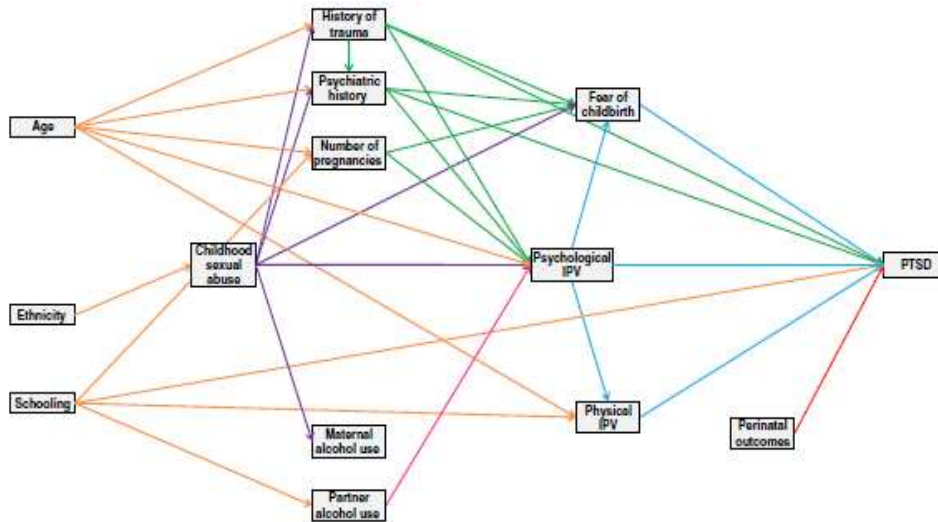 History of
trauma
Psychiatric
history
Fear of
childbirth
Age
Number of
pregnancies
Childhood
sexual
abuse
Psychological
IPV
PTSD
Ethnicity
Schooling
Physical
IPV
Perinatal
outcomes
Maternal
alcohol use
Partner
alcohol use